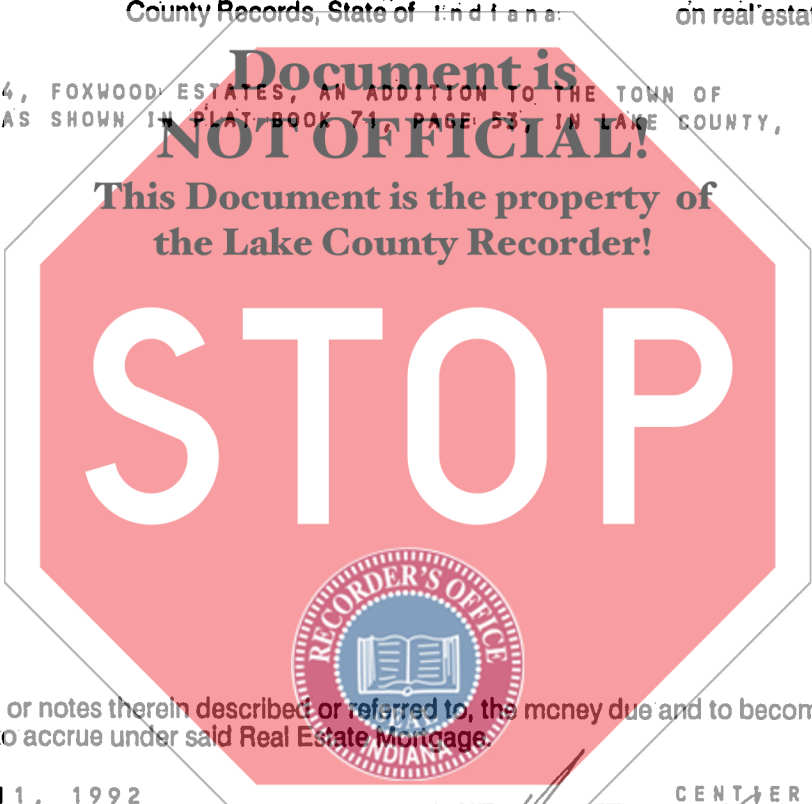 County Records, State of Indiana on real esta
Document is
4, FOXWOOD ESTATES, AN ADDITION TO THE TOWN OF
AS SHOWN IN PLAT BOOK 71, PAGE 53, IN LAKE COUNTY,
NOT OFFICIAL!
This Document is the property of
the Lake County Recorder!
STOP
RECORDER'S OFFICE
or notes therein described or referred to, the money due and to becom
o accrue under said Real Estate Mortgage.
INDIANA
11, 1992